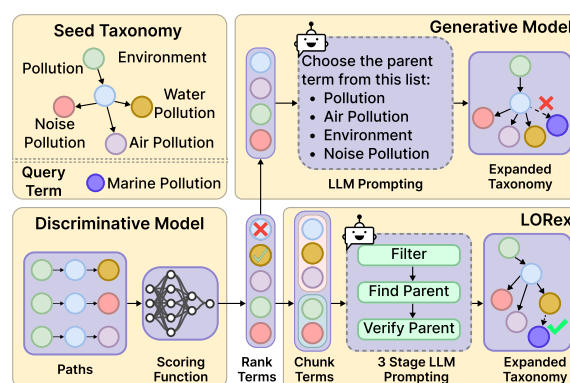 Seed Taxonomy
Environment
Pollution
Water
Pollution
Noise
Pollution
Air Pollution
Query
Term
Marine Pollution
Generative Model
Choose the parent
term from this list:
• Pollution
• Air Pollution
• Environment
• Noise Pollution
LLM Prompting
Expanded
Taxonomy
Discriminative Model
Paths
Scoring
Function
Rank
Terms
LORex
Chunk
Terms
Filter
Find Parent
Verify Parent
3 Stage LLM
Prompting
Expanded
Taxonomy